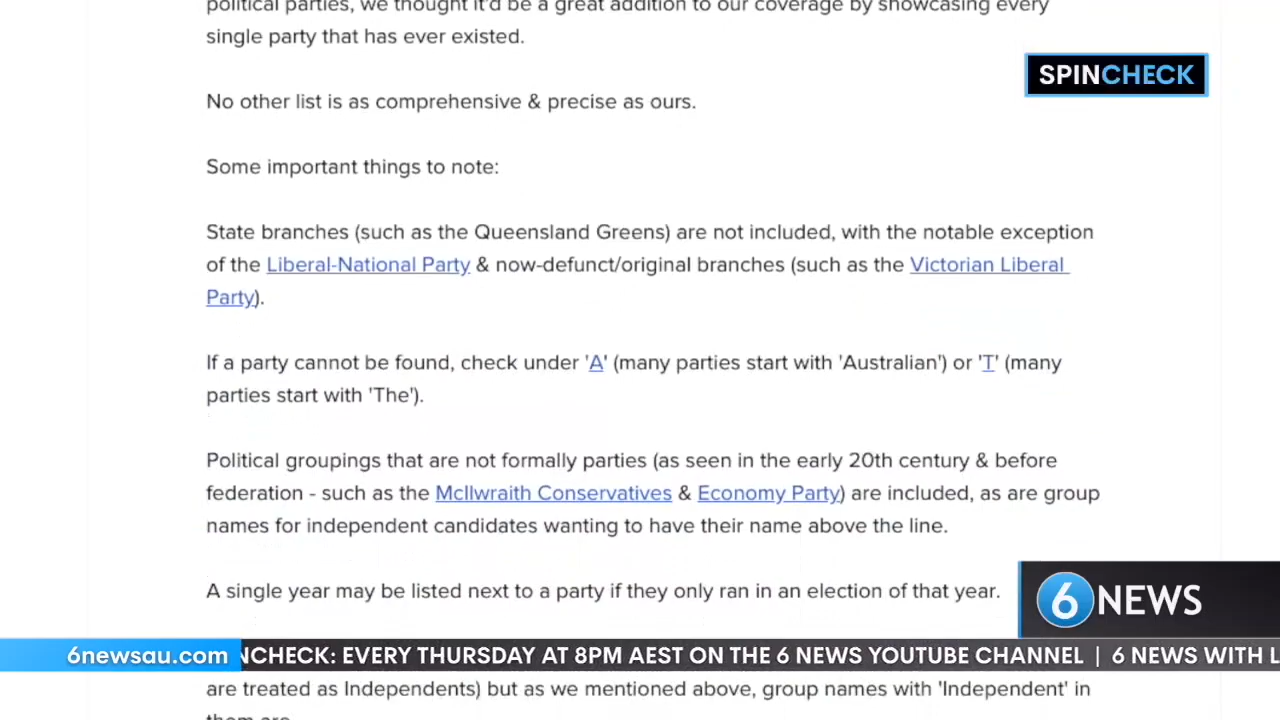 political parties, we thought it'd be a great addition to our coverage by showcasing every
single party that has ever existed.
SPINCHECK
No other list is as comprehensive & precise as ours.
Some important things to note:
State branches (such as the Queensland Greens) are not included, with the notable exception
of the Liberal-National Party & now-defunct/original branches (such as the Victorian Liberal
Party).
If a party cannot be found, check under 'A' (many parties start with 'Australian') or 'T' (many
parties start with 'The').
Political groupings that are not formally parties (as seen in the early 20th century & before
federation - such as the McIlwraith Conservatives & Economy Party) are included, as are group
names for independent candidates wanting to have their name above the line.
A single year may be listed next to a party if they only ran in an election of that year.
6 NEWS
6newsau.com
NCHECK: EVERY THURSDAY AT 8PM AEST ON THE 6 NEWS YOUTUBE CHANNEL | 6 NEWS WITH L
are treated as Independents) but as we mentioned above, group names with 'Independent' in
them are